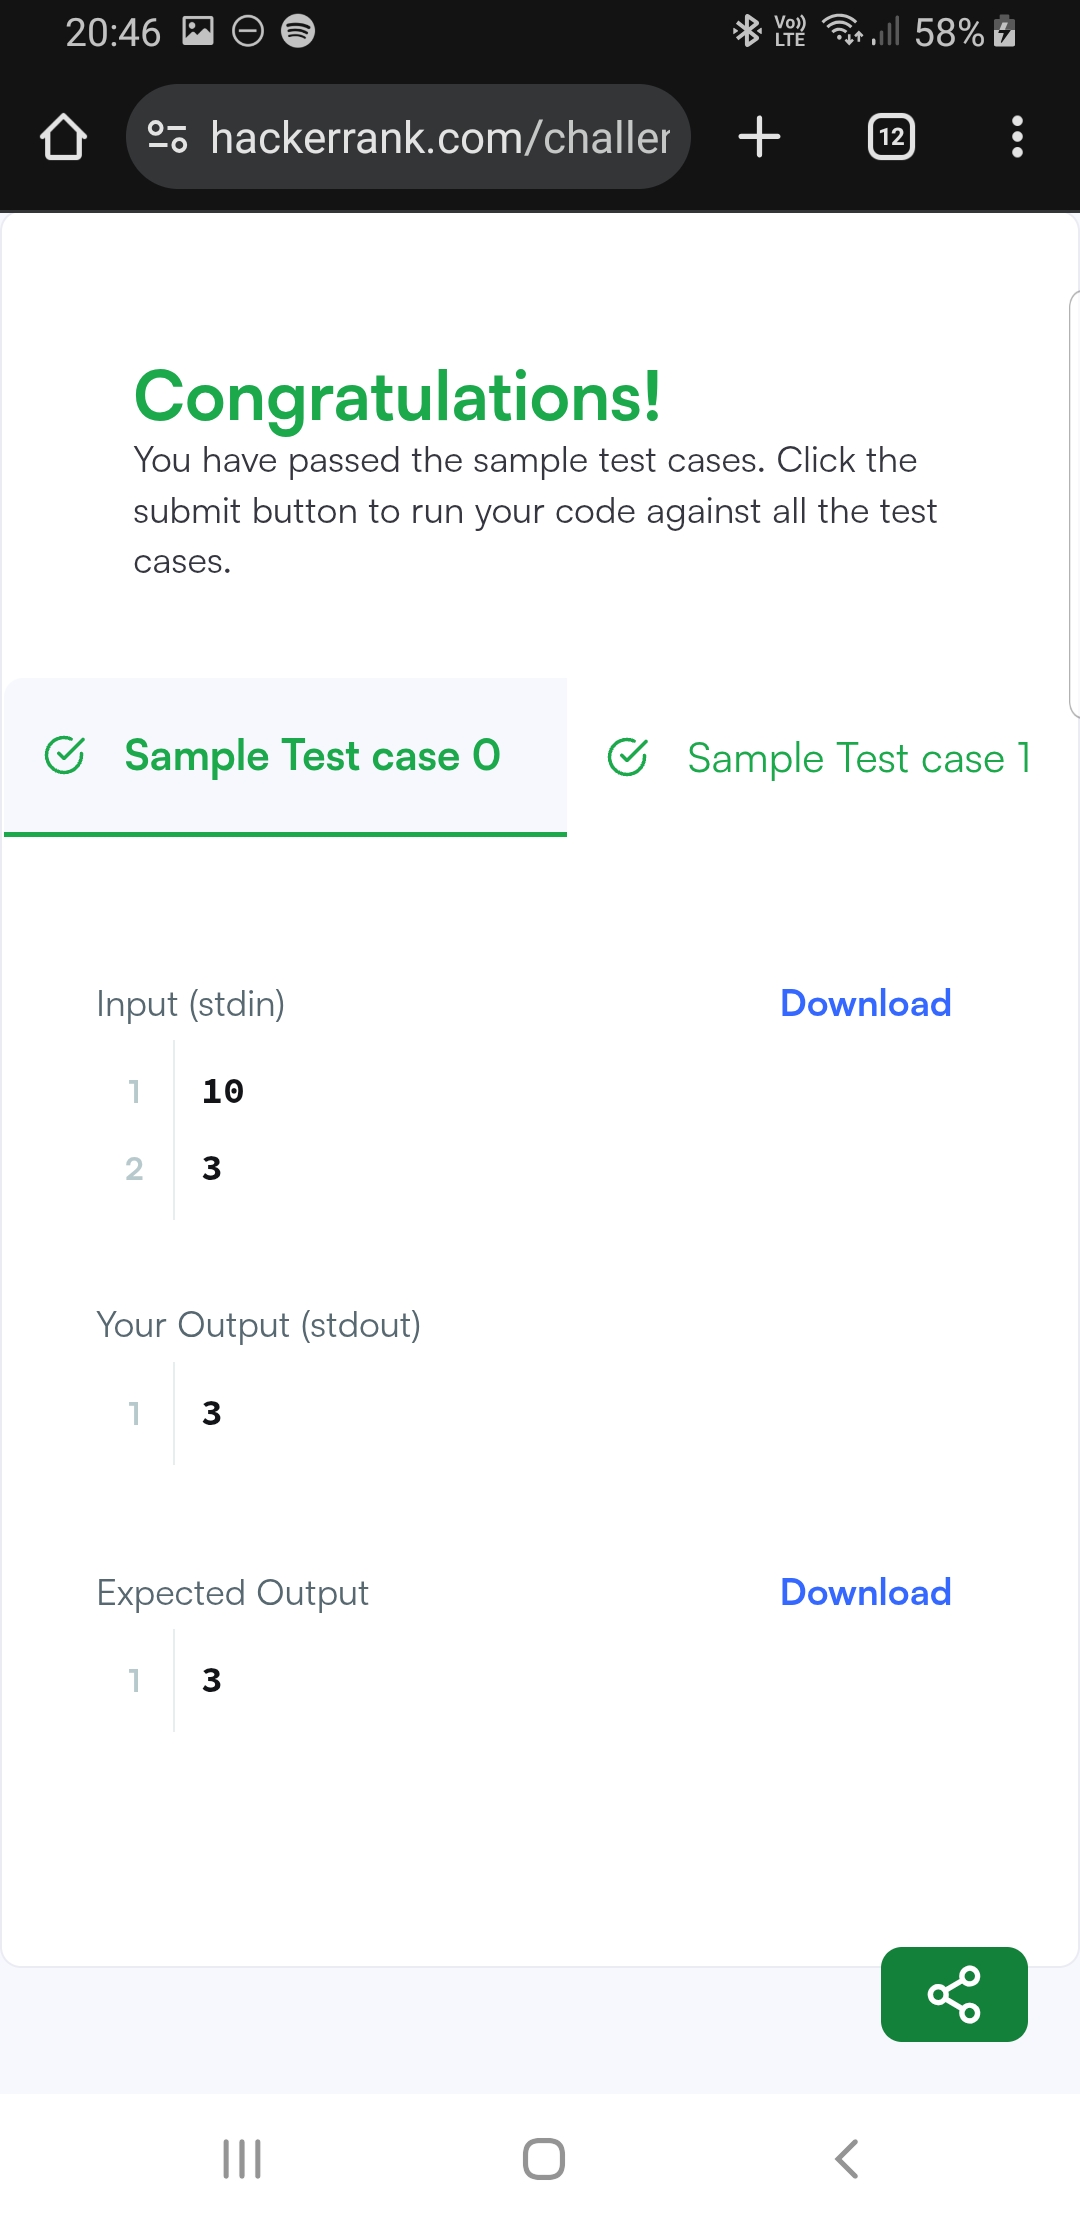 20:46
Vo)) LTE
58%
hackerrank.com/challer
12
Congratulations!
You have passed the sample test cases. Click the
submit button to run your code against all the test
cases.
Sample Test case 0
Sample Test case 1
Input (stdin)
Download
1 10
2 3
Your Output (stdout)
1 3
Expected Output
Download
1 3